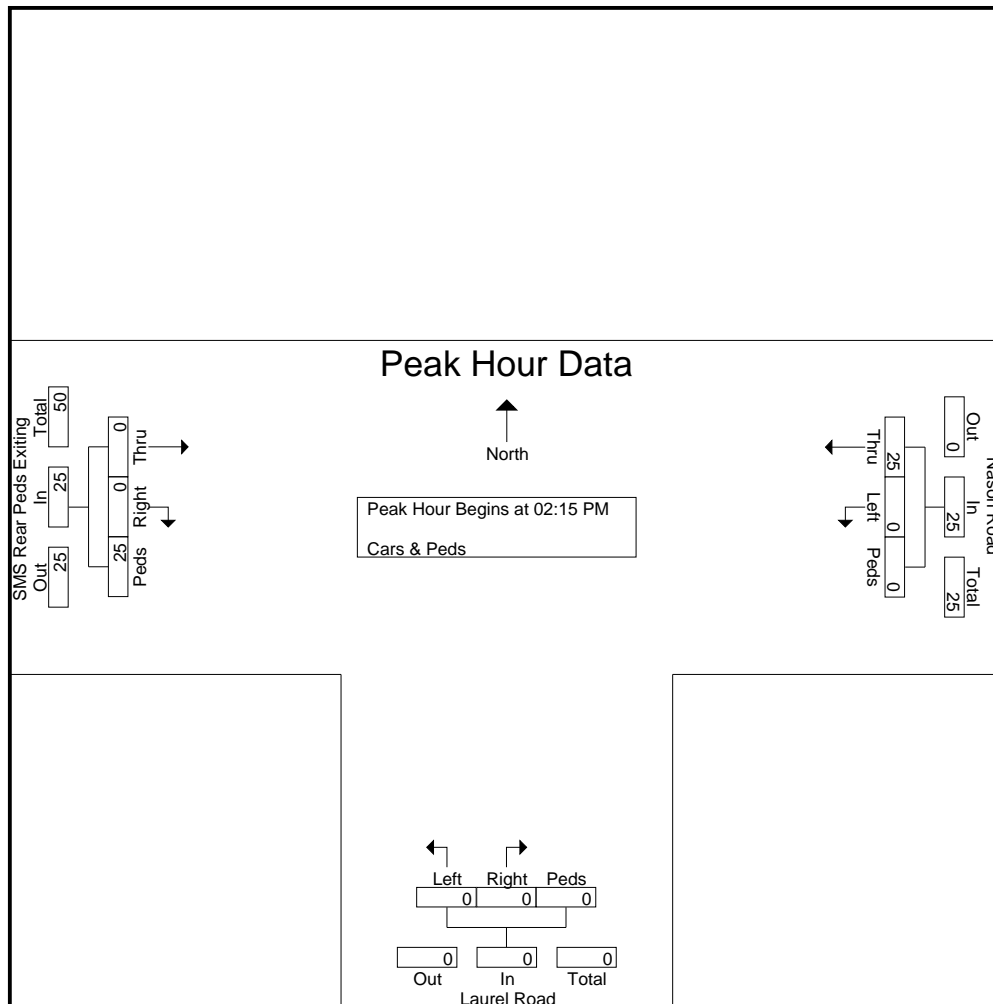 Peak Hour Data
North
Peak Hour Begins at 02:15 PM
Cars & Peds
SMS Rear Peds Exiting
Out In Total
25 25 50
Peds Right Thru
25 0 0
Nason Road
Out In Total
0 25 25
Thru Left Peds
25 0 0
Left Right Peds
0 0 0
0 0 0
Out In Total
Laurel Road